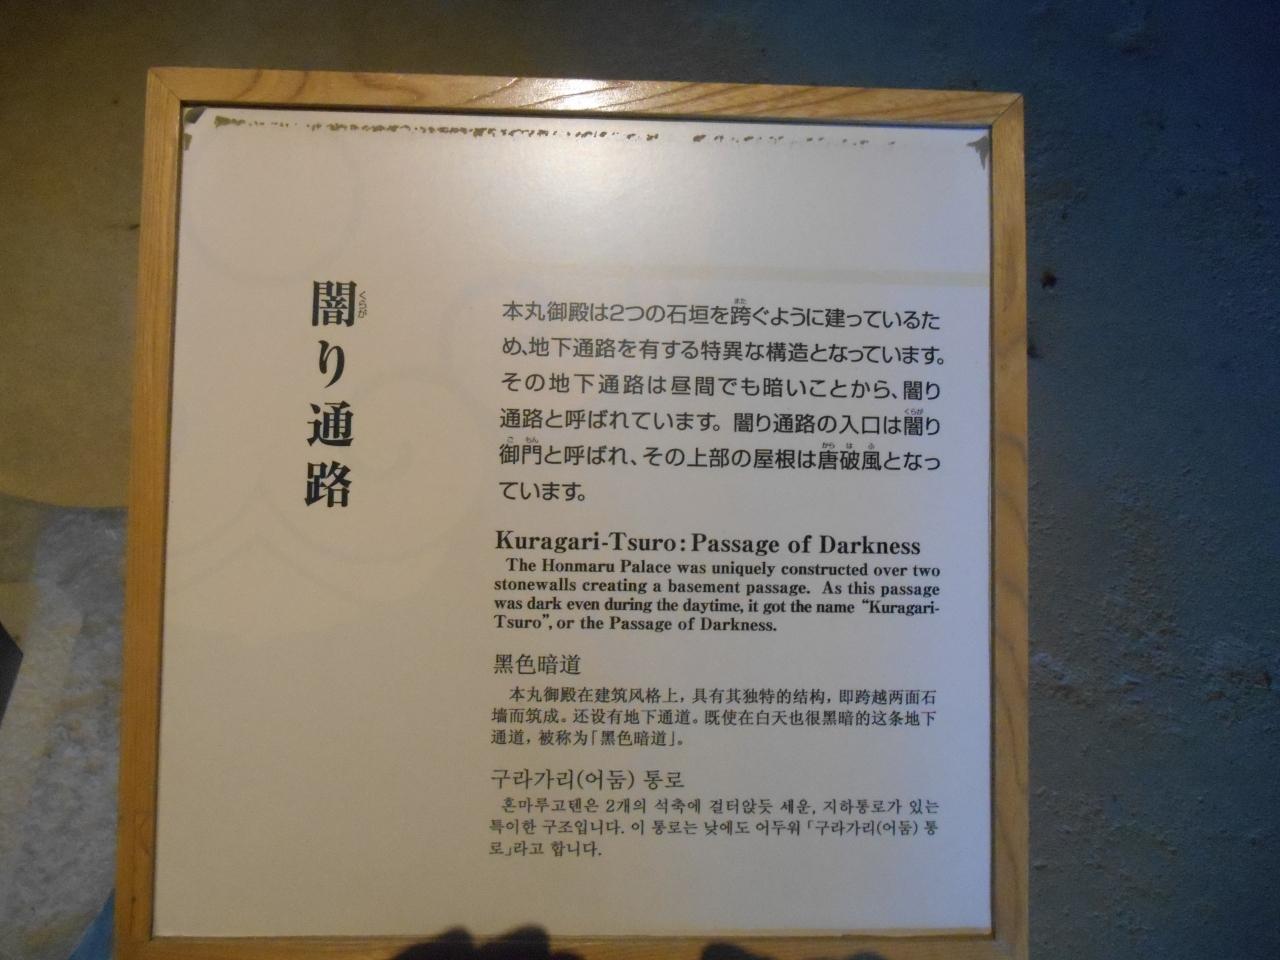 闇り通路
くらが
本丸御殿は2つの石垣を跨ぐように建っているた
め、地下通路を有する特異な構造となっています。
その地下通路は昼間でも暗いことから、闇り
通路と呼ばれています。闇り通路の入口は闇り
御門と呼ばれ、その上部の屋根は唐破風となっ
ています。
Kuragari-Tsuro: Passage of Darkness
The Honmaru Palace was uniquely constructed over two
stonewalls creating a basement passage. As this passage
was dark even during the daytime, it got the name "Kuragari-
Tsuro", or the Passage of Darkness.
黑色暗道
本丸御殿在建筑风格上，具有其独特的结构，即跨越两面石
墙而筑成。还设有地下通道。既使在白天也很黑暗的这条地下
通道，被称为「黑色暗道」。
구라가리(어둠) 통로
혼마루고텐은 2개의 석축에 걸터앉듯 세운, 지하통로가 있는
특이한 구조입니다. 이 통로는 낮에도 어두워 「구라가리(어둠) 통
로」라고 합니다.